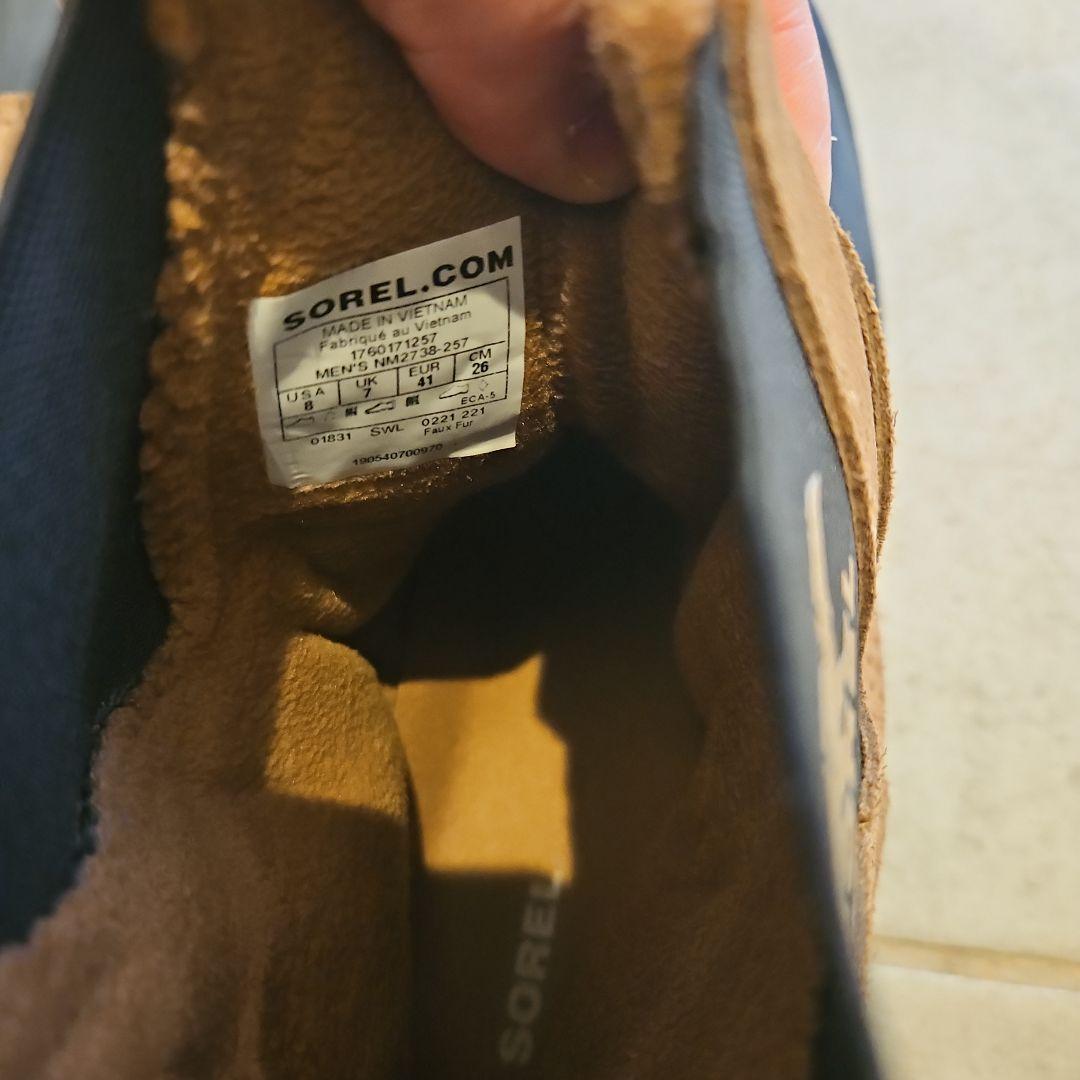 SOREL.COM
MADE IN VIETNAM
Fabriqué au Vietnam
1760171257
MEN'S NM2738-257
USA UK EUR CM
8 7 41 26
ECA-5
01831 SWL 0221 221
Faux Fur
190540700970
SOREL